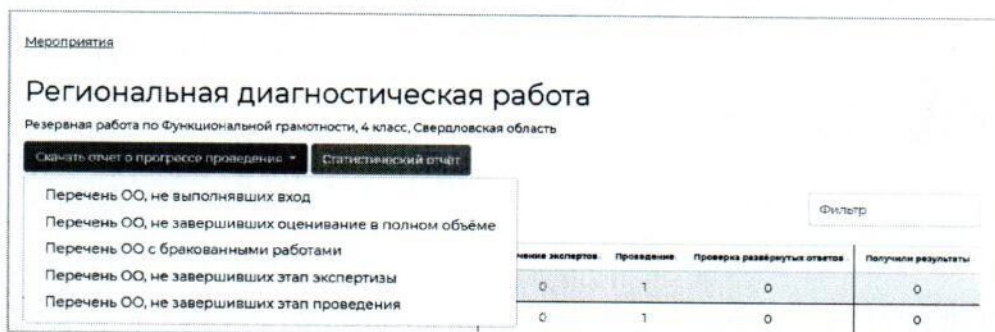 Мероприятия
Региональная диагностическая работа
Резервная работа по Функциональной грамотности, 4 класс, Свердловская область
Скачать отчет о прогрессе проведения Статистический отчёт
Перечень ОО, не выполнявших вход
Перечень ОО, не завершивших оценивание в полном объёме
Перечень ОО с бракованными работами
Перечень ОО, не завершивших этап экспертизы
Перечень ОО, не завершивших этап проведения
Фильтр
чение экспертов Проведение Проверка развёрнутых ответов Получили результаты
0 1 0 0
0 1 0 0